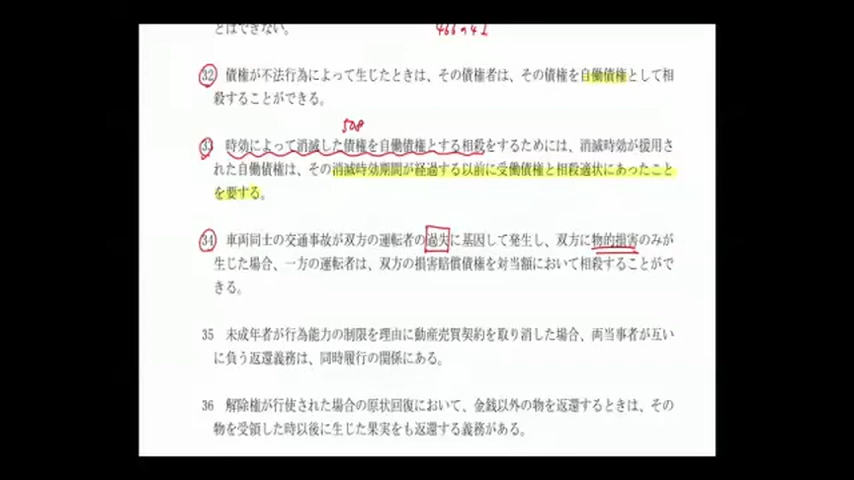 とはできない。 466の4Ⅰ
32 債権が不法行為によって生じたときは、その債権者は、その債権を自働債権として相
殺することができる。
508
33 時効によって消滅した債権を自働債権とする相殺をするためには、消滅時効が援用さ
れた自働債権は、その消滅時効期間が経過する以前に受働債権と相殺適状にあったこと
を要する。
34 車両同士の交通事故が双方の運転者の過失に基因して発生し、双方に物的損害のみが
生じた場合、一方の運転者は、双方の損害賠償債権を対当額において相殺することがで
きる。
35 未成年者が行為能力の制限を理由に動産売買契約を取り消した場合、両当事者が互い
に負う返還義務は、同時履行の関係にある。
36 解除権が行使された場合の原状回復において、金銭以外の物を返還するときは、その
物を受領した時以後に生じた果実をも返還する義務がある。